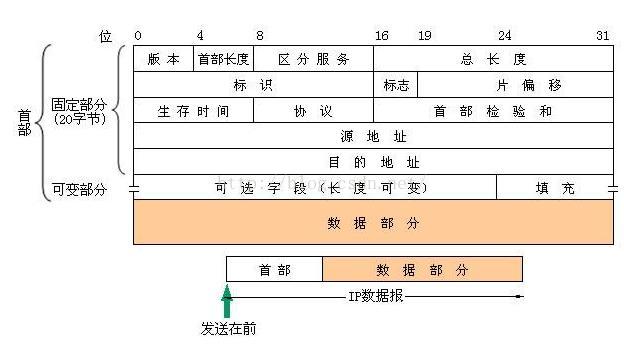 位 0 4 8 16 19 24 31
版本 首部长度 区分服务 总长度
标识 标志 片偏移
生存时间 协议 首部检验和
源地址
目的地址
可选字段(长度可变) 填充
数据部分
首部
固定部分
(20字节)
可变部分
http://blog.csdn.net/
首部 数据部分
IP数据报
发送在前